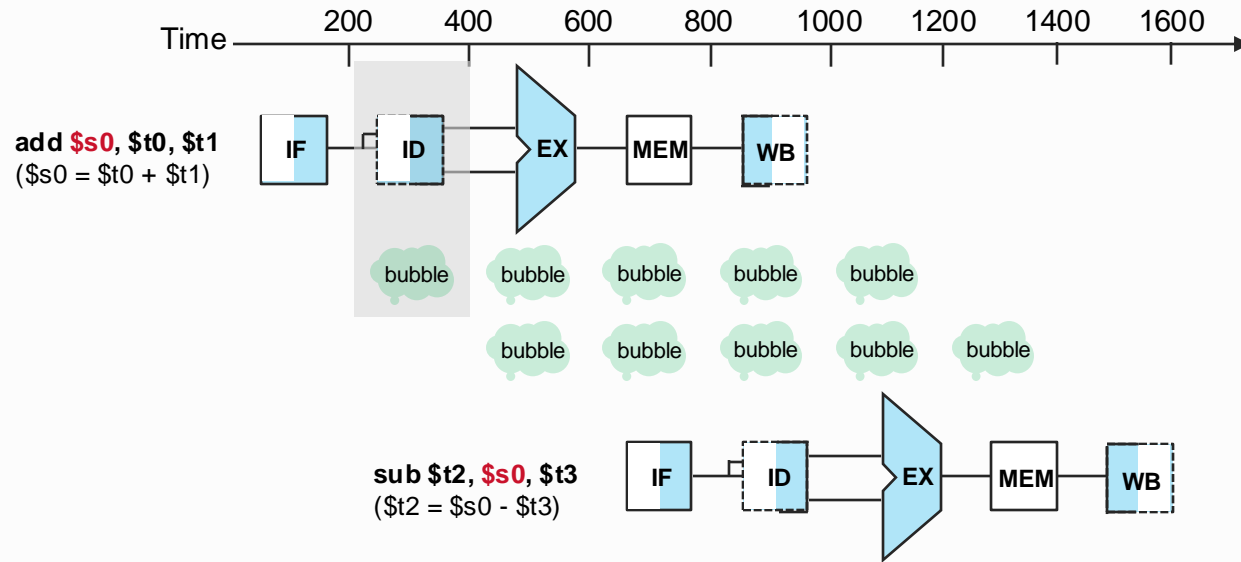 200 400 600 800 1000 1200 1400 1600
Time
add $s0, $t0, $t1
($s0 = $t0 + $t1)
IF ID EX MEM WB
bubble bubble bubble bubble bubble
bubble bubble bubble bubble bubble
sub $t2, $s0, $t3
($t2 = $s0 - $t3)
IF ID EX MEM WB